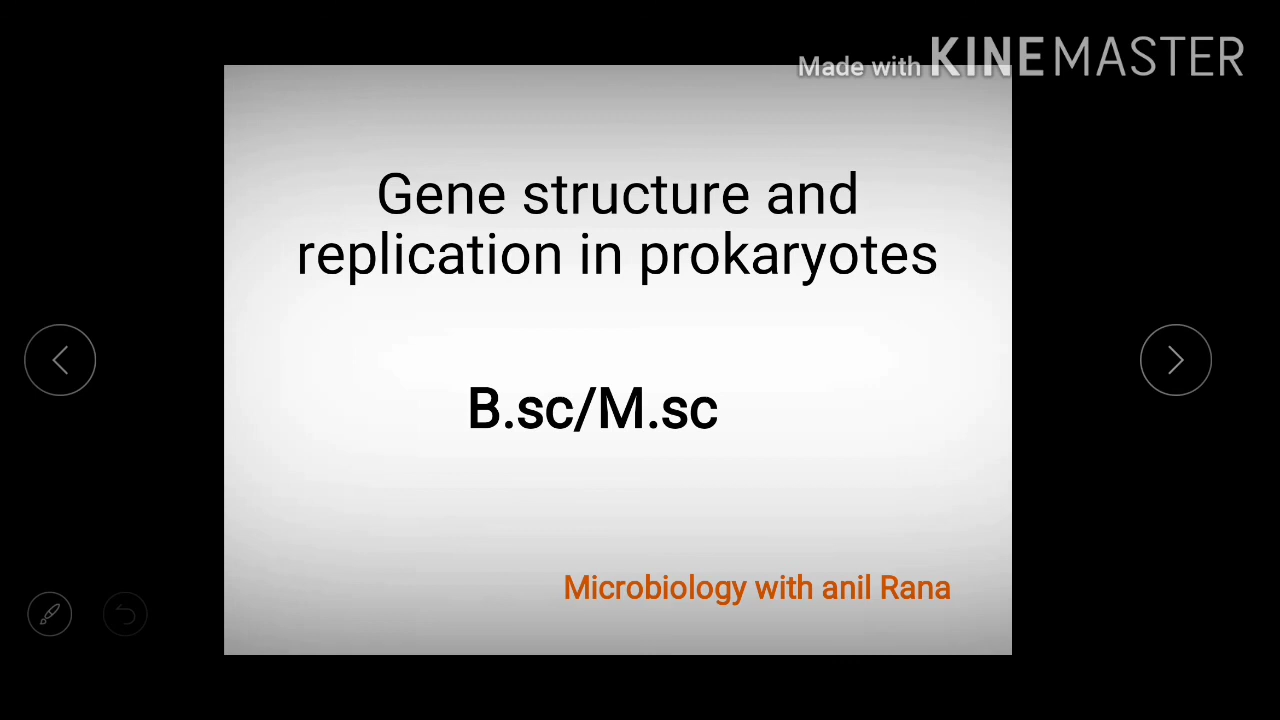 Made with KINEMASTER
Gene structure and
replication in prokaryotes
B.sc/M.sc
Microbiology with anil Rana